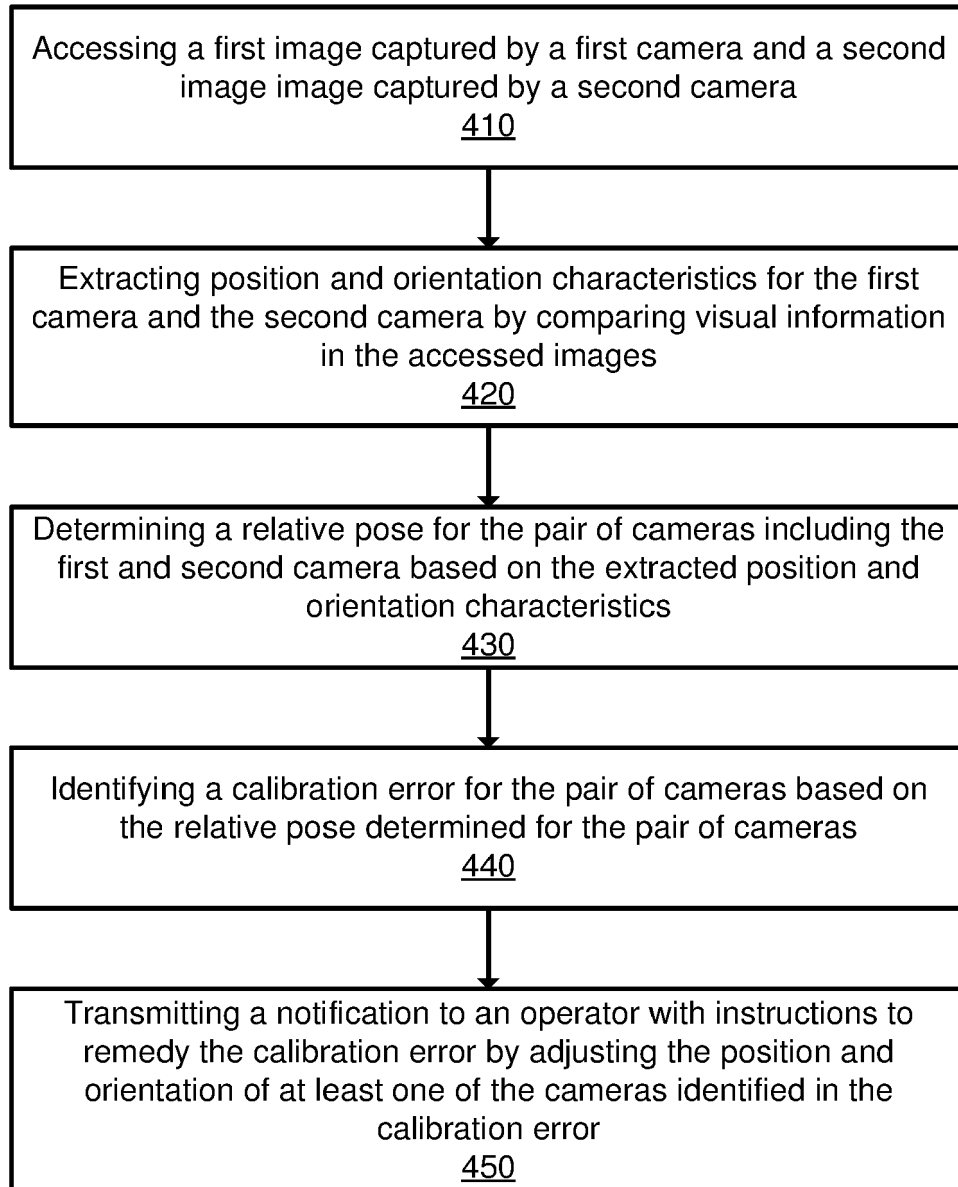 Accessing a first image captured by a first camera and a second
image image captured by a second camera
410
Extracting position and orientation characteristics for the first
camera and the second camera by comparing visual information
in the accessed images
420
Determining a relative pose for the pair of cameras including the
first and second camera based on the extracted position and
orientation characteristics
430
Identifying a calibration error for the pair of cameras based on
the relative pose determined for the pair of cameras
440
Transmitting a notification to an operator with instructions to
remedy the calibration error by adjusting the position and
orientation of at least one of the cameras identified in the
calibration error
450